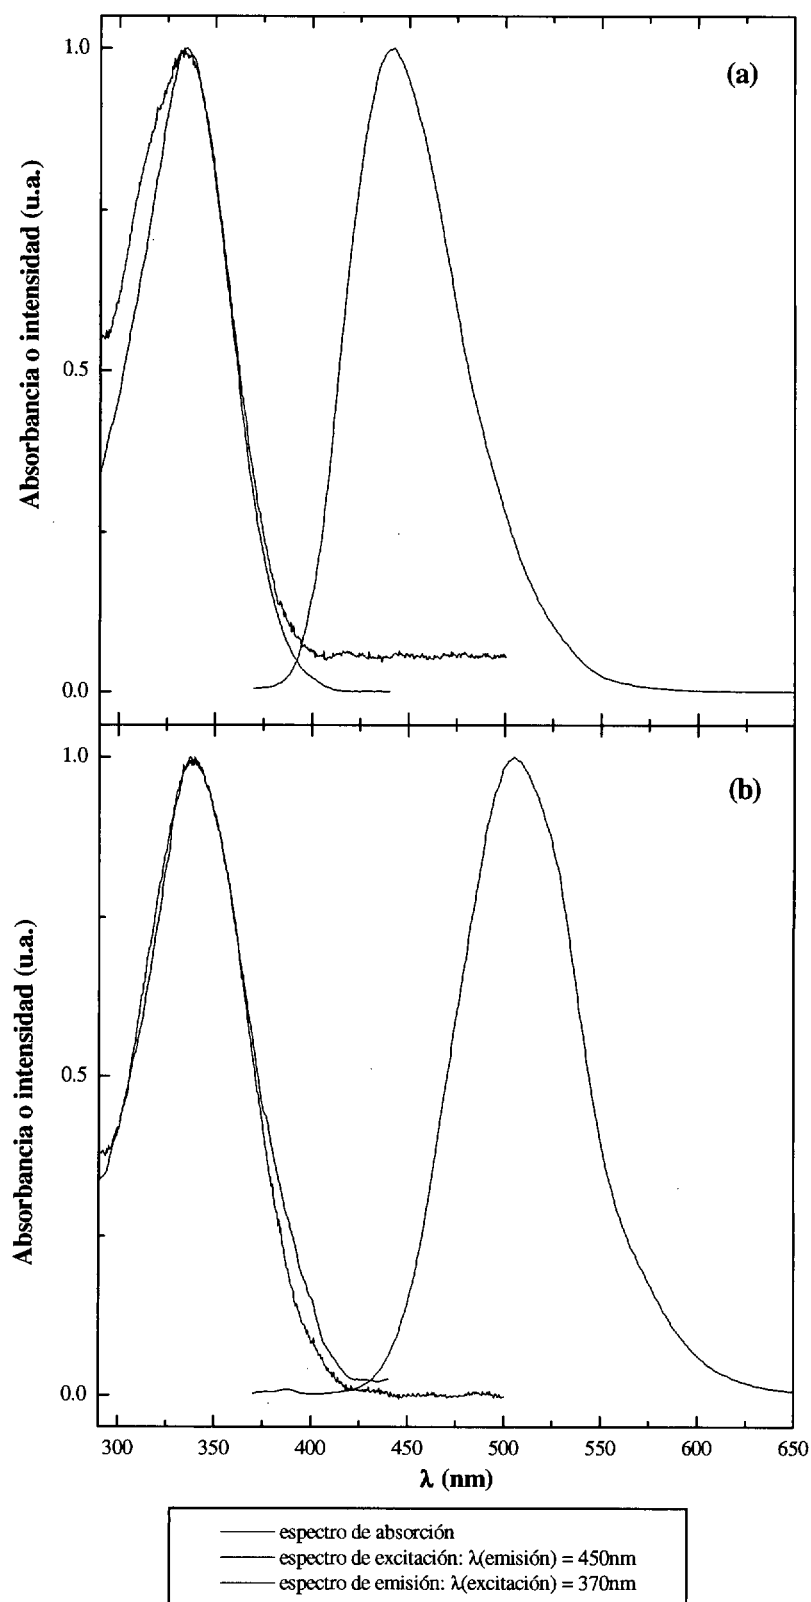 (a)
1.0
0.5
0.0
Absorbancia o intensidad (u.a.)
(b)
1.0
0.5
0.0
Absorbancia o intensidad (u.a.)
300 350 400 450 500 550 600 650
λ (nm)
espectro de absorción
espectro de excitación: λ(emisión) = 450nm
espectro de emisión: λ(excitación) = 370nm